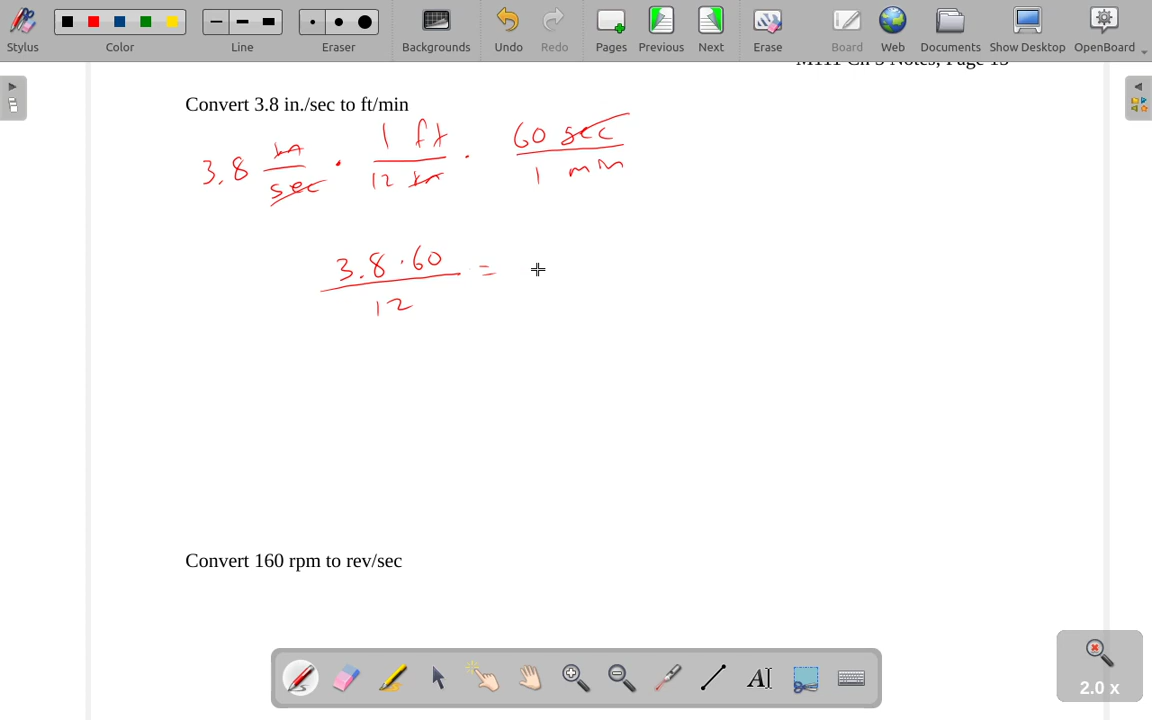 Stylus Color Line Eraser Backgrounds Undo Redo Pages Previous Next Erase Board Web Documents Show Desktop OpenBoard
Convert 3.8 in./sec to ft/min
3.8 in/sec · 1 ft/12 in · 60 sec/1 min
3.8 · 60/12 =
Convert 160 rpm to rev/sec
2.0 x